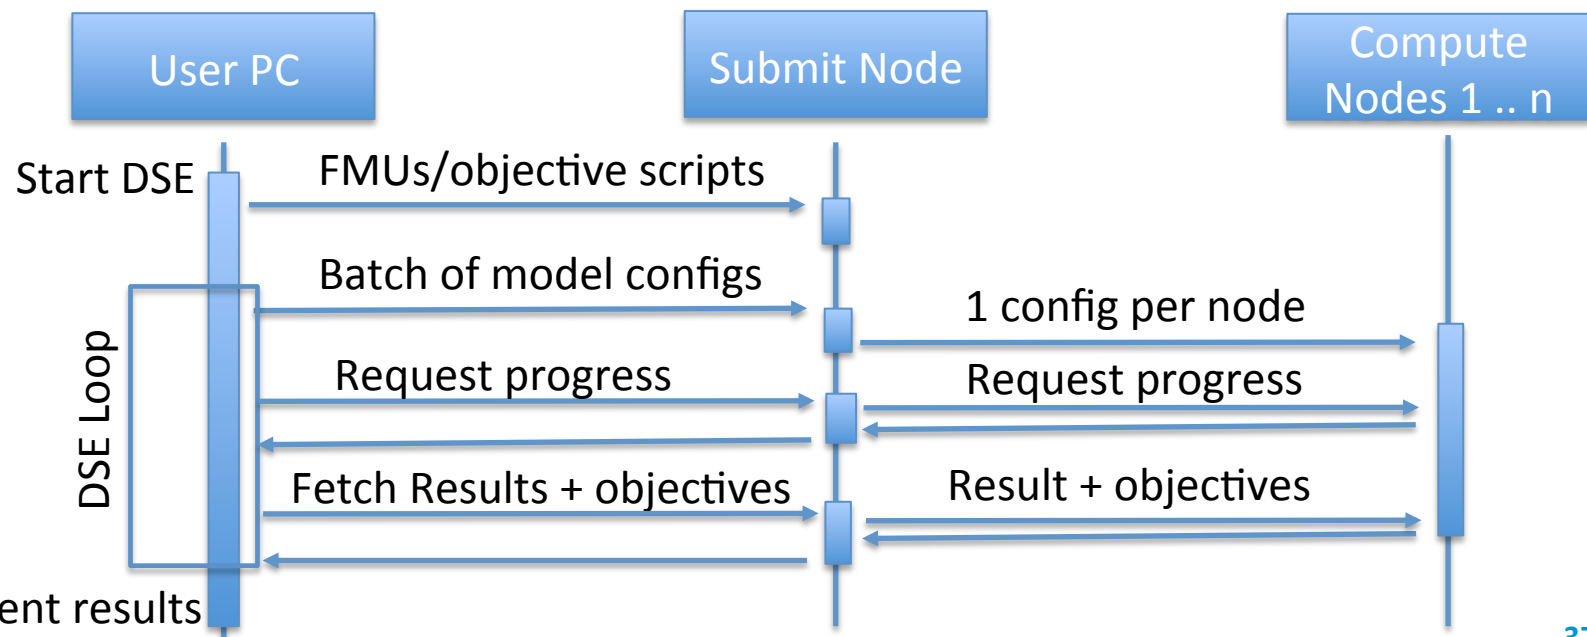 User PC
Submit Node
Compute
Nodes 1 .. n
Start DSE
FMUs/objective scripts
Batch of model configs
1 config per node
DSE Loop
Request progress
Request progress
Fetch Results + objectives
Result + objectives
ent results
37